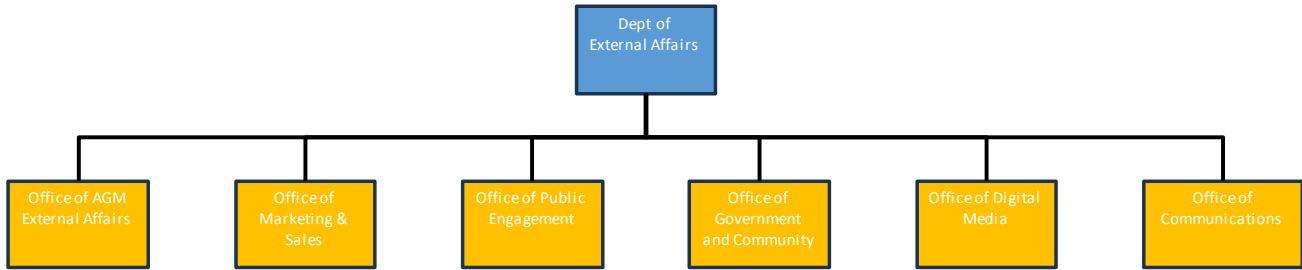 Dept of
External Affairs
Office of AGM
External Affairs
Office of
Marketing &
Sales
Office of Public
Engagement
Office of
Government
and Community
Office of Digital
Media
Office of
Communications